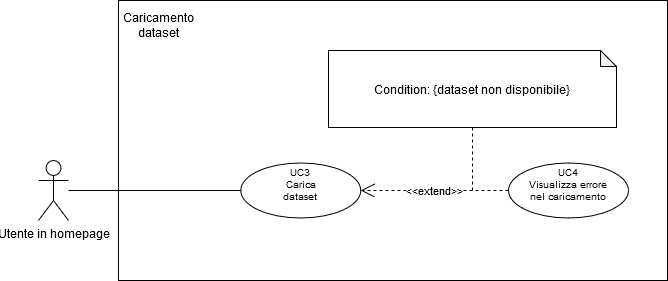 Caricamento
dataset
Condition: {dataset non disponibile}
UC3
Carica
dataset
<<extend>>
UC4
Visualizza errore
nel caricamento
Utente in homepage